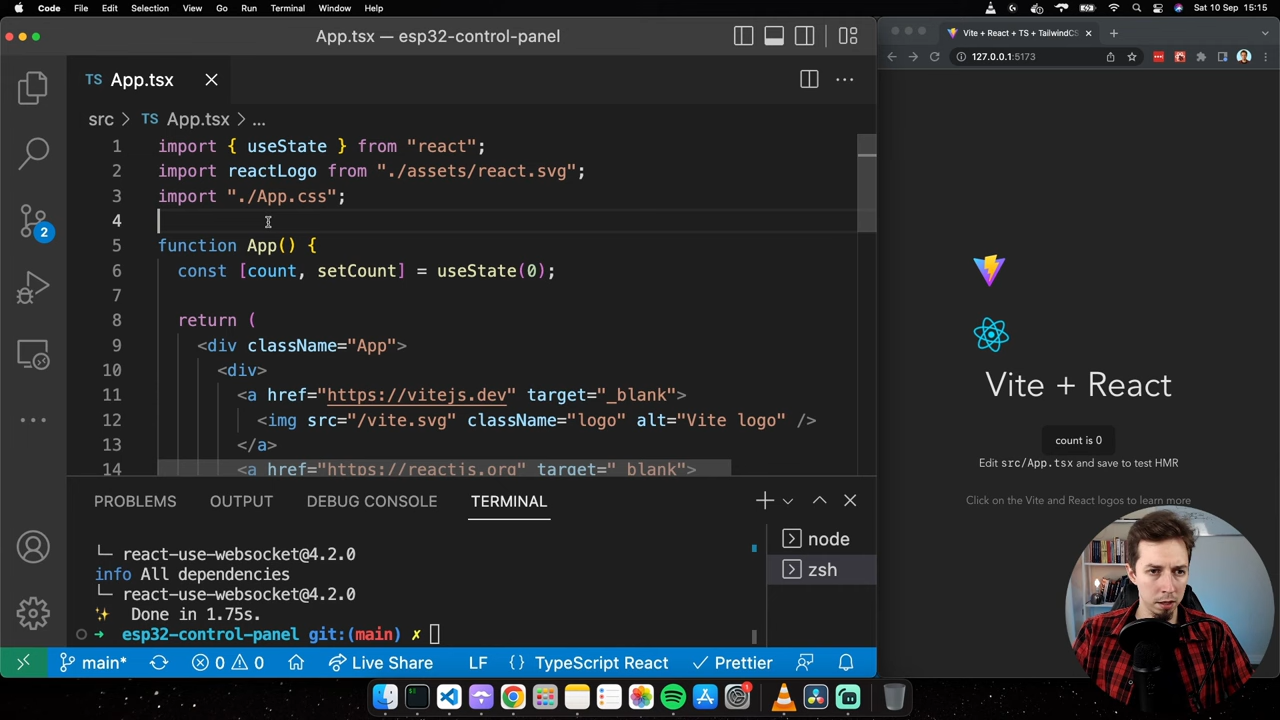 Code File Edit Selection View Go Run Terminal Window Help
Sat 10 Sep 15:15
App.tsx — esp32-control-panel
TS App.tsx
src > TS App.tsx > ...
1 import { useState } from "react";
2 import reactLogo from "./assets/react.svg";
3 import "./App.css";
4
5 function App() {
6 const [count, setCount] = useState(0);
7
8 return (
9 <div className="App">
10 <div>
11 <a href="https://vitejs.dev" target="_blank">
12 <img src="/vite.svg" className="logo" alt="Vite logo" />
13 </a>
14 <a href="https://reactjs.org" target="_blank">
2
PROBLEMS OUTPUT DEBUG CONSOLE TERMINAL
└─ react-use-websocket@4.2.0
info All dependencies
└─ react-use-websocket@4.2.0
✨ Done in 1.75s.
➜ esp32-control-panel git:(main) ✗
node
zsh
main* 0 0 Live Share LF {} TypeScript React Prettier
Vite + React + TS + TailwindCS
127.0.0.1:5173
Vite + React
count is 0
Edit src/App.tsx and save to test HMR
Click on the Vite and React logos to learn more
1